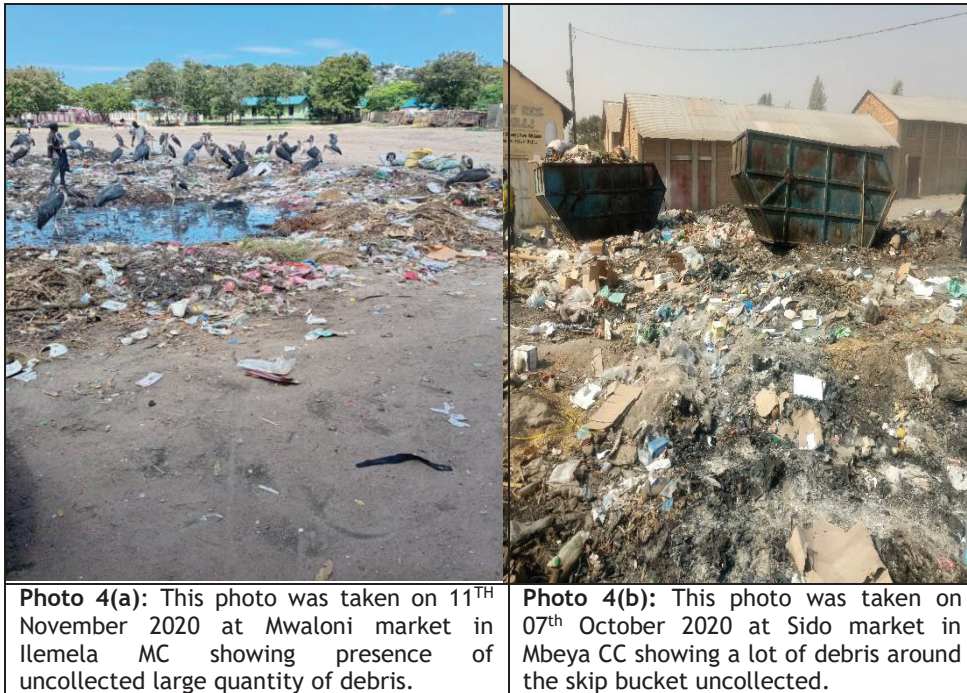 Photo 4(a): This photo was taken on 11TH
November 2020 at Mwaloni market in
Ilemela MC showing presence of
uncollected large quantity of debris.
Photo 4(b): This photo was taken on
07th October 2020 at Sido market in
Mbeya CC showing a lot of debris around
the skip bucket uncollected.